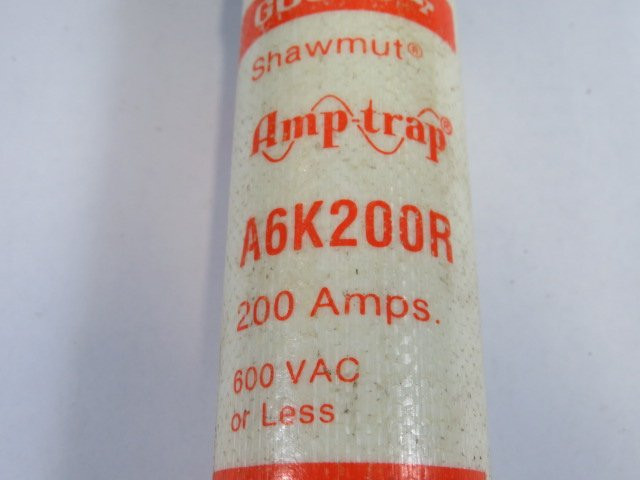 Shawmut®
Amp-trap®
A6K200R
200 Amps.
600 VAC
or Less